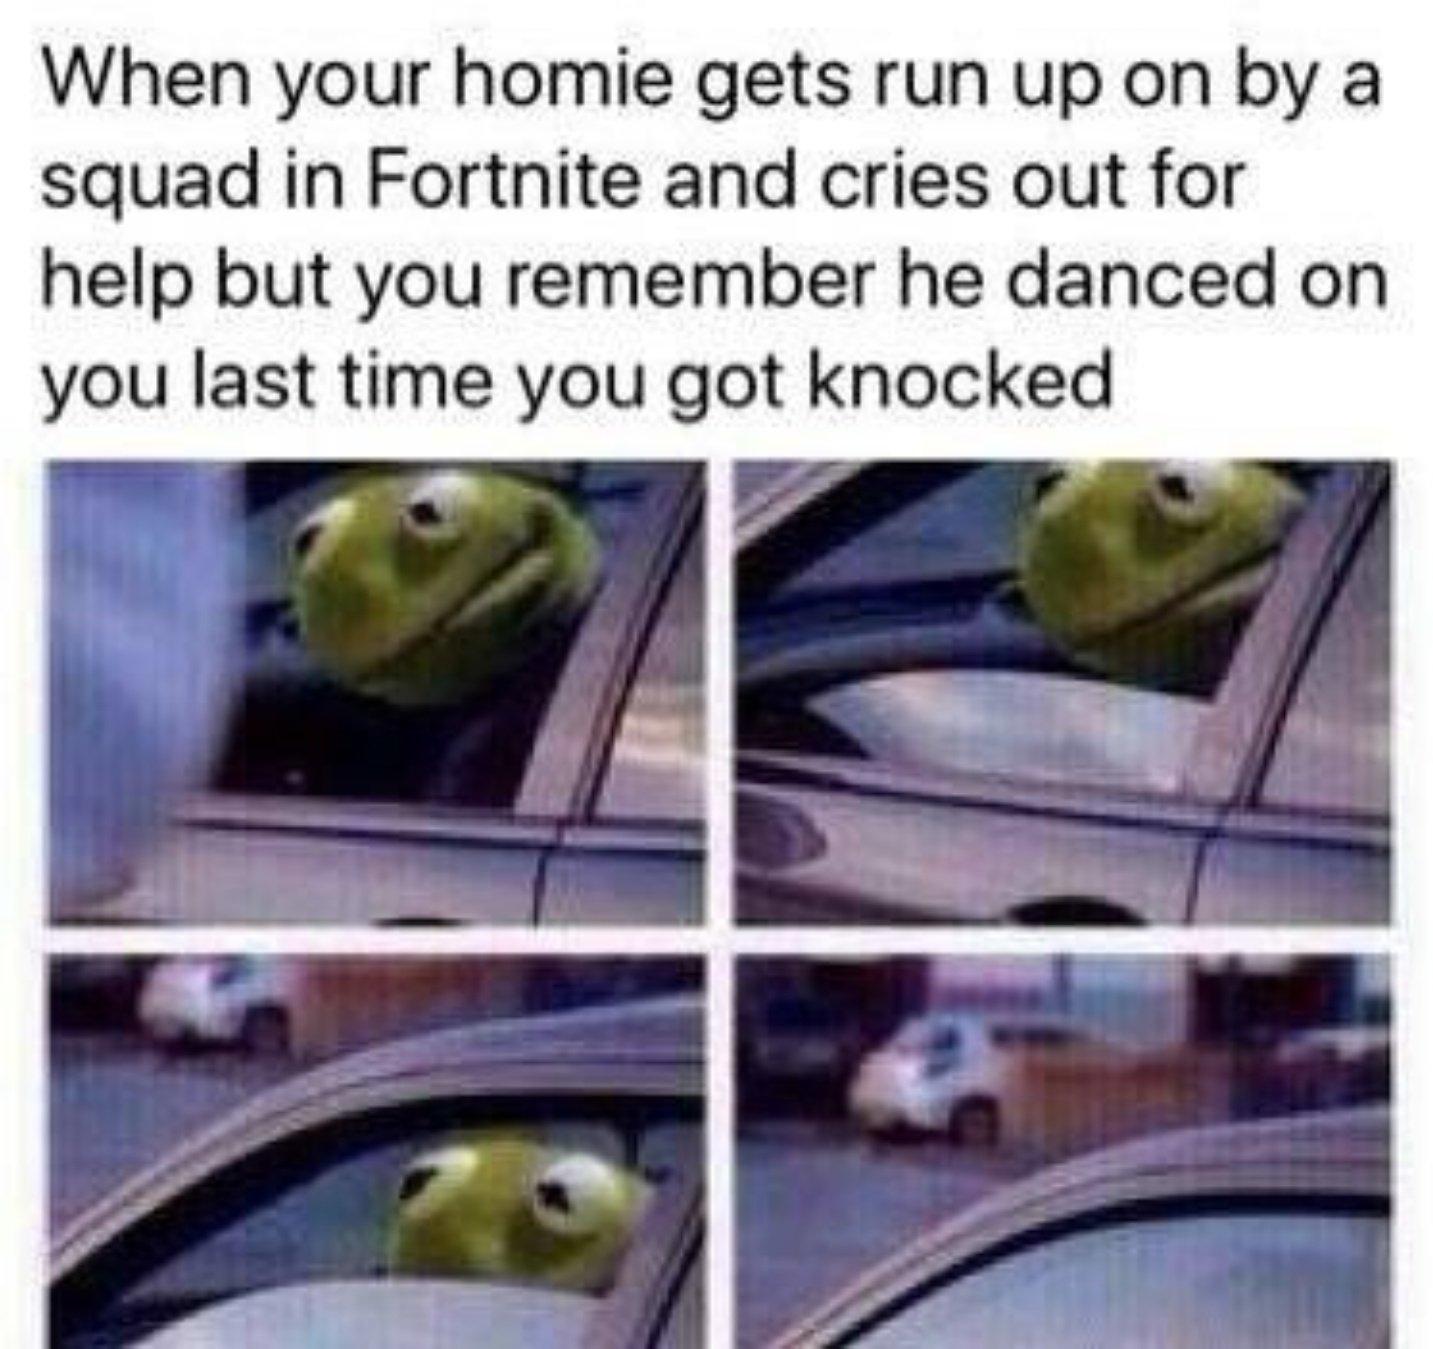 When your homie gets run up on by a
squad in Fortnite and cries out for
help but you remember he danced on
you last time you got knocked